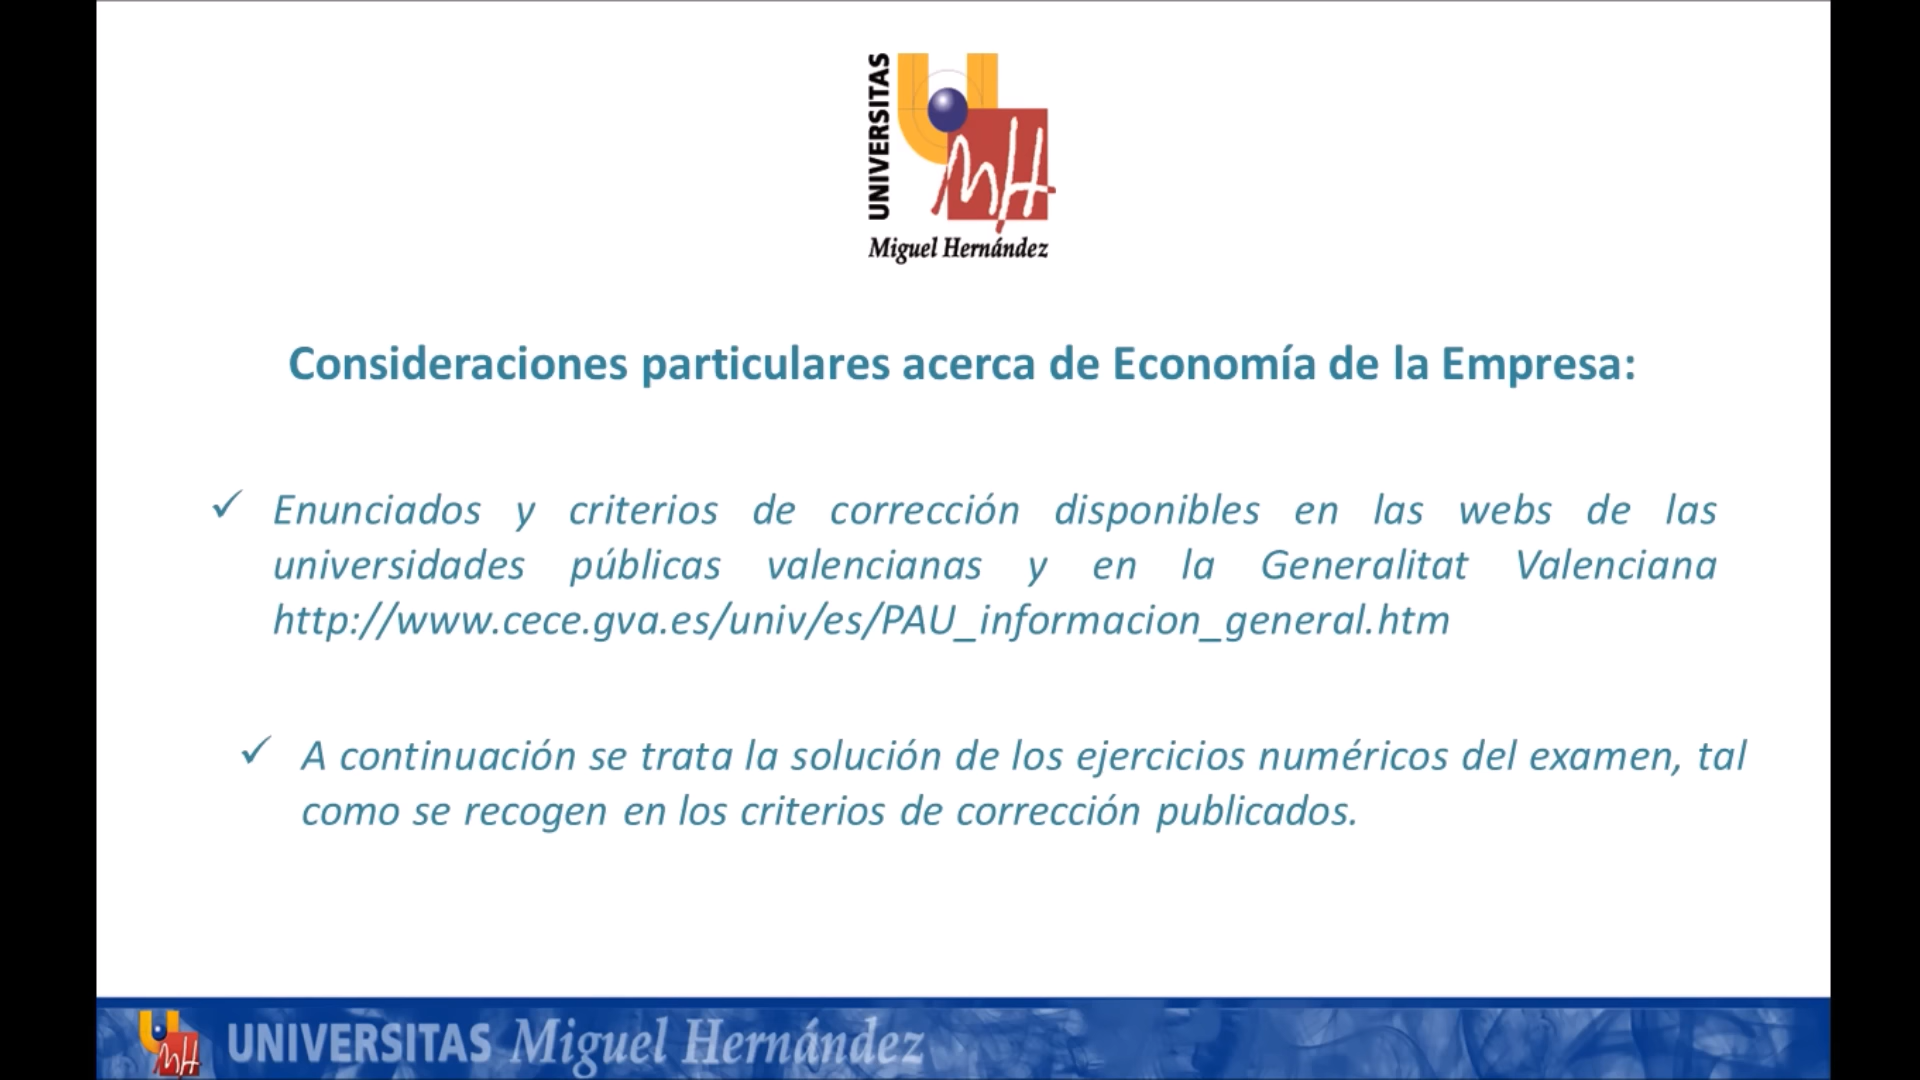 UNIVERSITAS
mH
Miguel Hernández
Consideraciones particulares acerca de Economía de la Empresa:
✓ Enunciados y criterios de corrección disponibles en las webs de las
universidades públicas valencianas y en la Generalitat Valenciana
http://www.cece.gva.es/univ/es/PAU_informacion_general.htm
✓ A continuación se trata la solución de los ejercicios numéricos del examen, tal
como se recogen en los criterios de corrección publicados.
mH
UNIVERSITAS Miguel Hernández